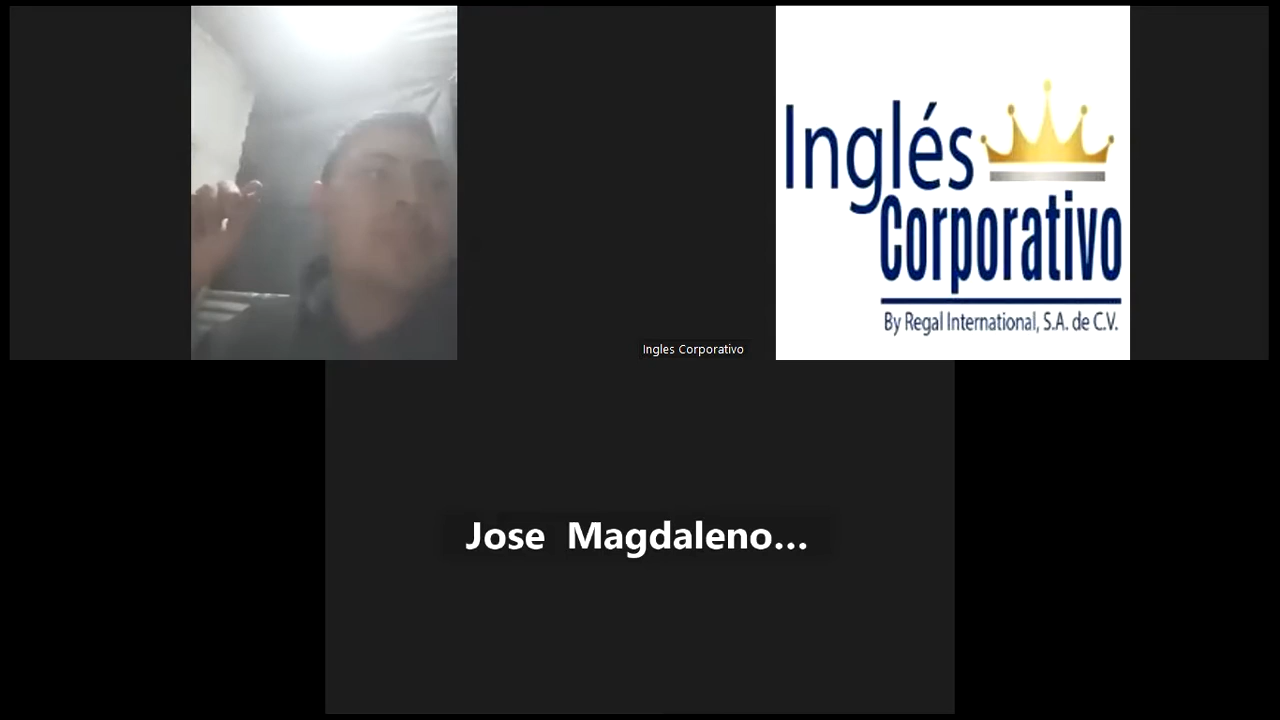 Inglés
Corporativo
By Regal International, S.A. de C.V.
Ingles Corporativo
Jose Magdaleno...